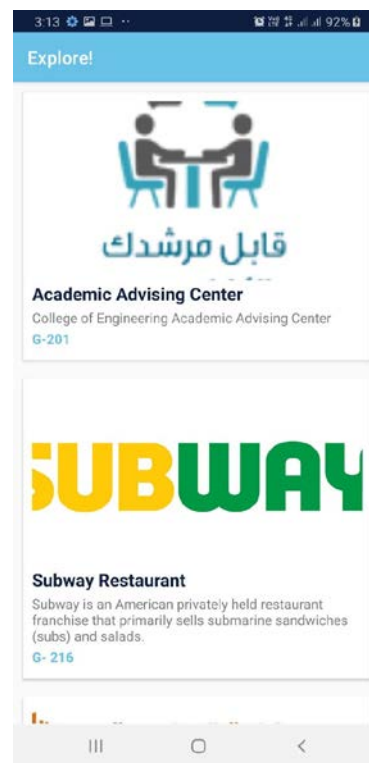 3:13
92%
Explore!
قابل مرشدك
Academic Advising Center
College of Engineering Academic Advising Center
G-201
SUBWAY
Subway Restaurant
Subway is an American privately held restaurant
franchise that primarily sells submarine sandwiches
(subs) and salads.
G- 216